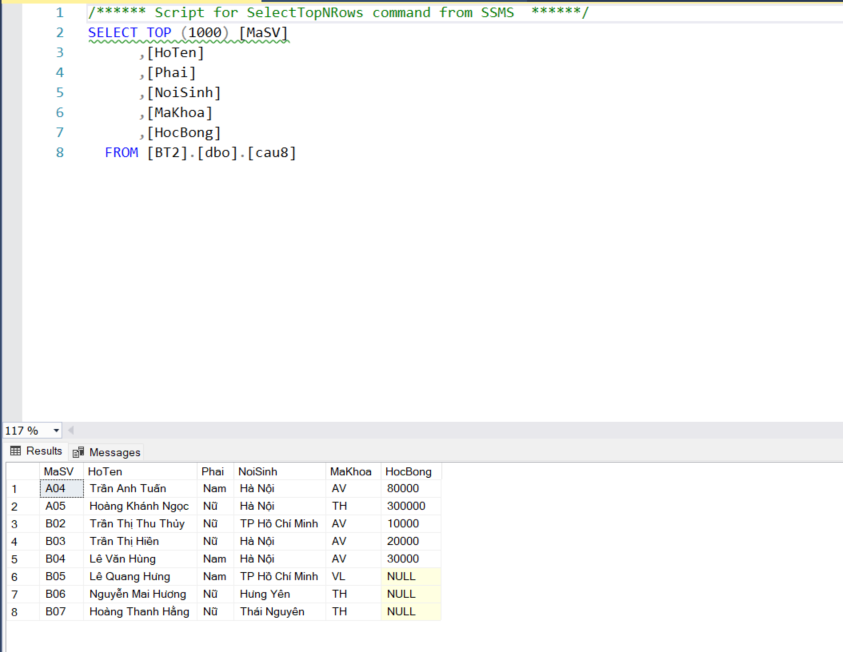 1 /****** Script for SelectTopNRows command from SSMS  ******/
2 SELECT TOP (1000) [MaSV]
3 ,[HoTen]
4 ,[Phai]
5 ,[NoiSinh]
6 ,[MaKhoa]
7 ,[HocBong]
8 FROM [BT2].[dbo].[cau8]
117 %
Results Messages
MaSV HoTen Phai NoiSinh MaKhoa HocBong
1 A04 Trần Anh Tuấn Nam Hà Nội AV 80000
2 A05 Hoàng Khánh Ngọc Nữ Hà Nội TH 300000
3 B02 Trần Thị Thu Thủy Nữ TP Hồ Chí Minh AV 10000
4 B03 Trần Thị Hiền Nữ Hà Nội AV 20000
5 B04 Lê Văn Hùng Nam Hà Nội AV 30000
6 B05 Lê Quang Hưng Nam TP Hồ Chí Minh VL NULL
7 B06 Nguyễn Mai Hương Nữ Hưng Yên TH NULL
8 B07 Hoàng Thanh Hằng Nữ Thái Nguyên TH NULL